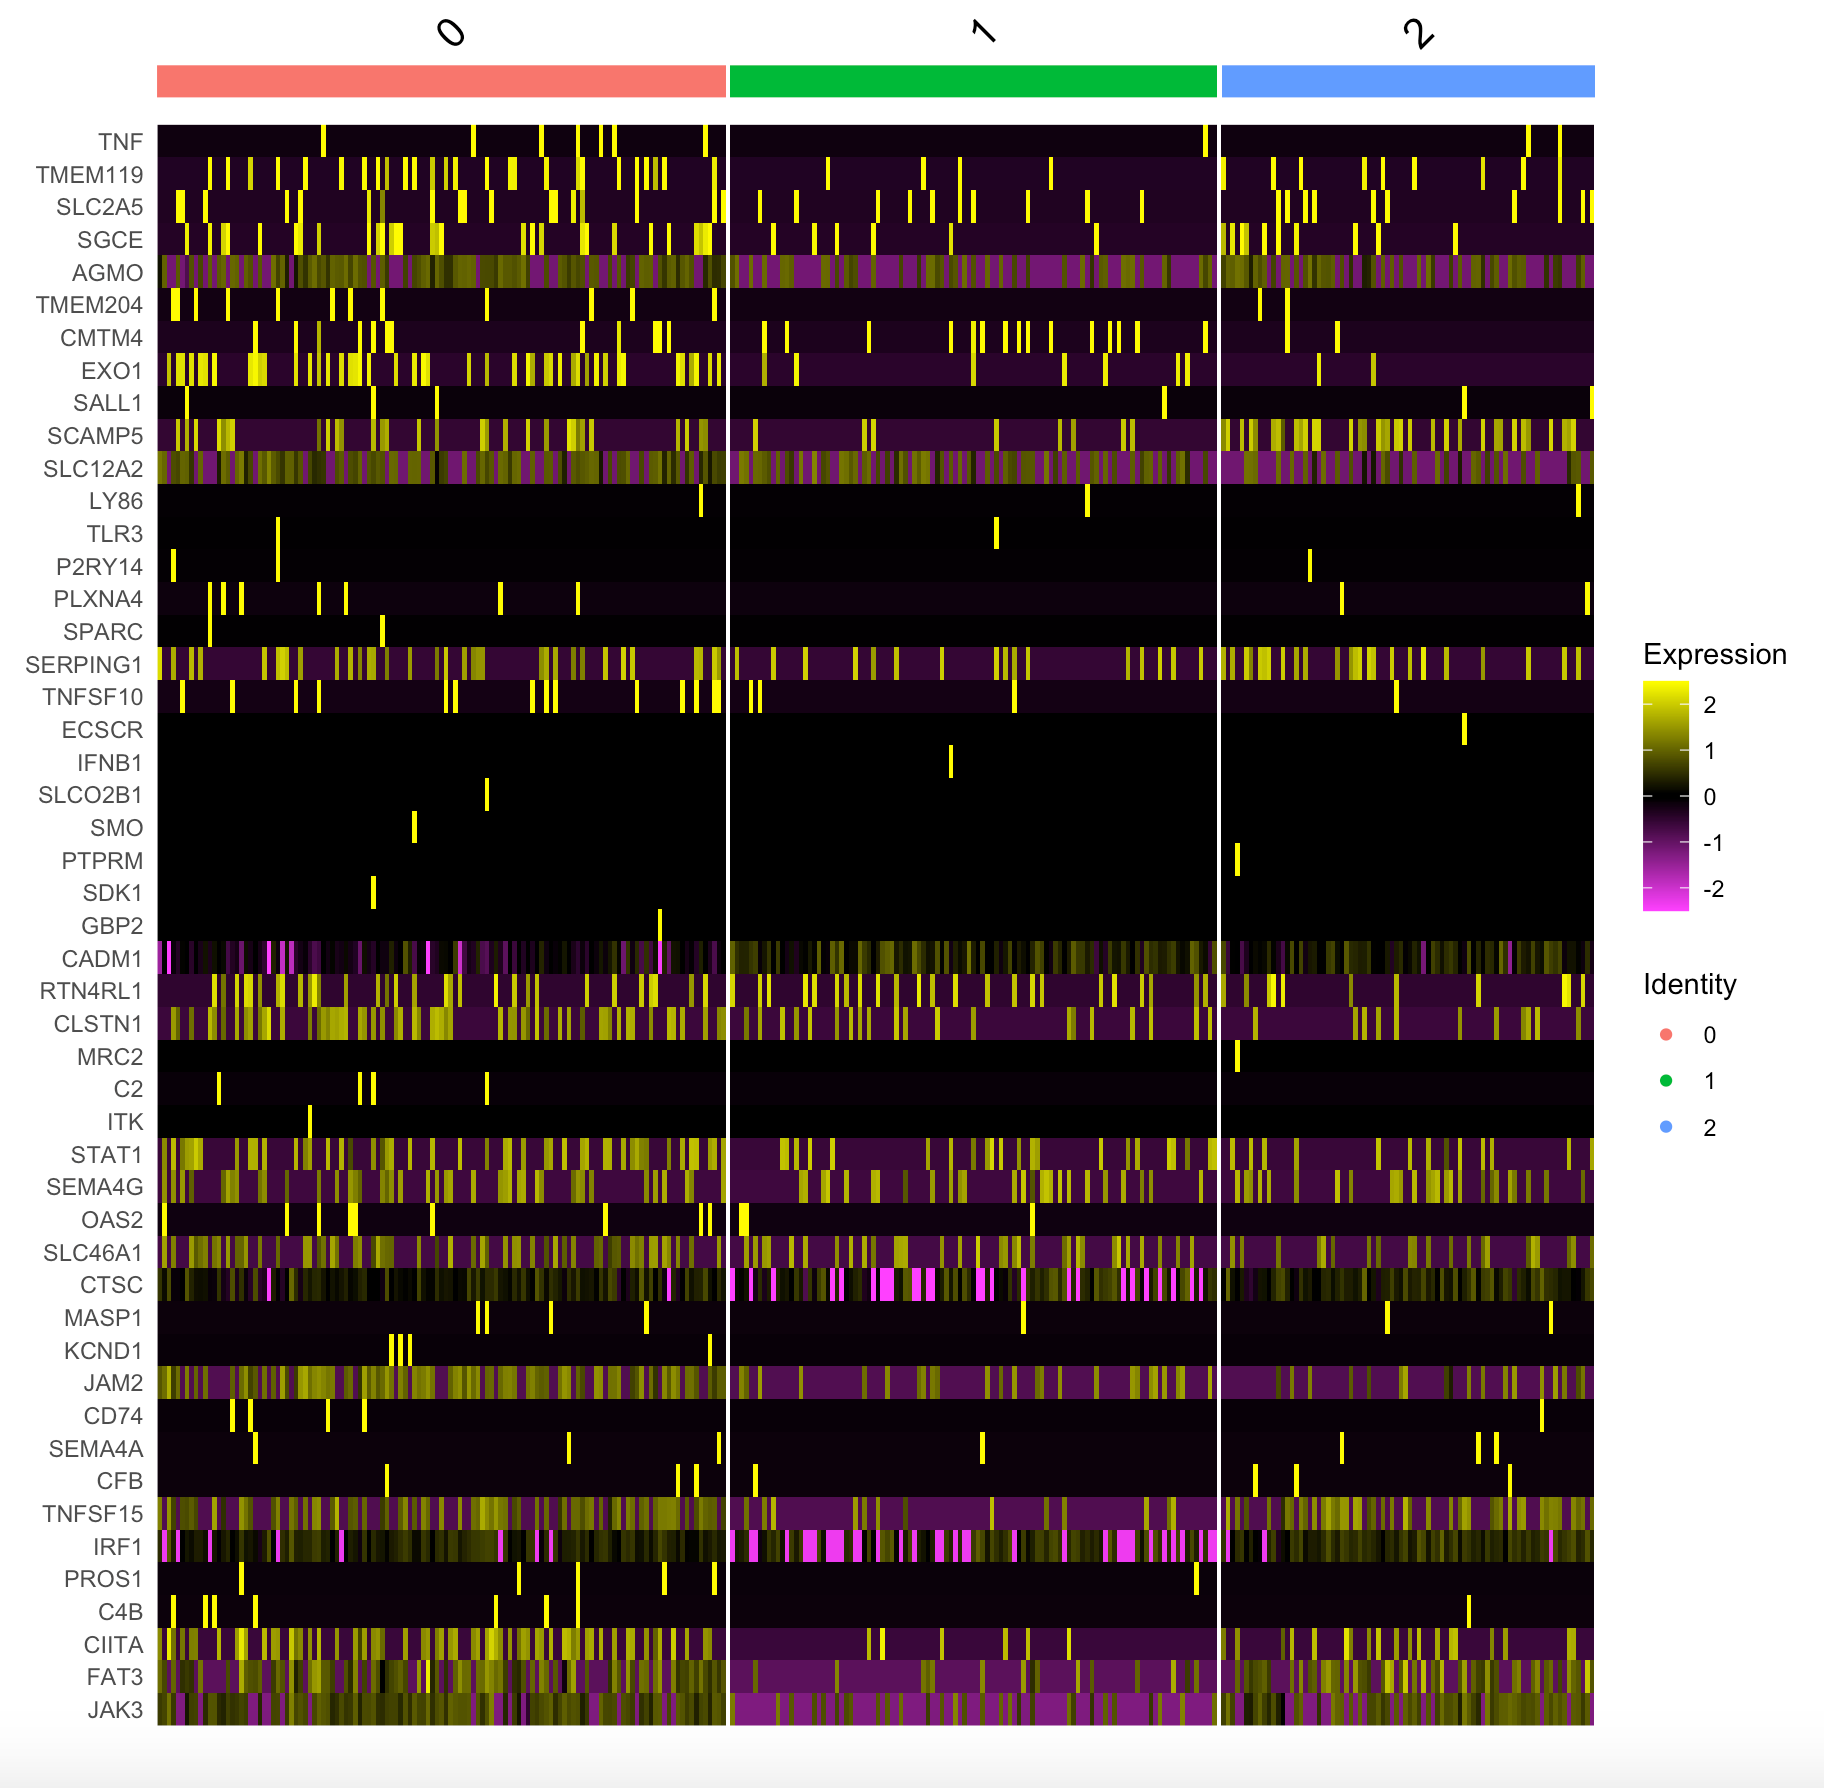 0 1 2
TNF
TMEM119
SLC2A5
SGCE
AGMO
TMEM204
CMTM4
EXO1
SALL1
SCAMP5
SLC12A2
LY86
TLR3
P2RY14
PLXNA4
SPARC
SERPING1
TNFSF10
ECSCR
IFNB1
SLCO2B1
SMO
PTPRM
SDK1
GBP2
CADM1
RTN4RL1
CLSTN1
MRC2
C2
ITK
STAT1
SEMA4G
OAS2
SLC46A1
CTSC
MASP1
KCND1
JAM2
CD74
SEMA4A
CFB
TNFSF15
IRF1
PROS1
C4B
CIITA
FAT3
JAK3
Expression
2
1
0
-1
-2
Identity
0
1
2